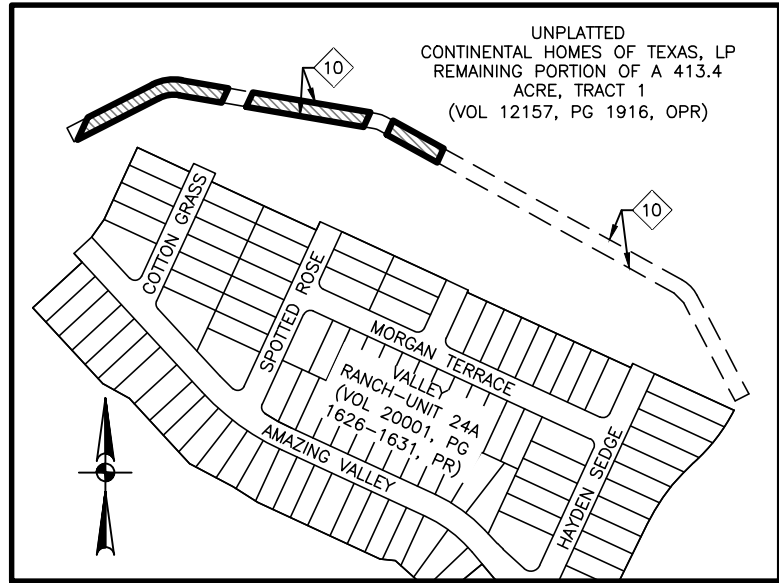 UNPLATTED
CONTINENTAL HOMES OF TEXAS, LP
REMAINING PORTION OF A 413.4
ACRE, TRACT 1
(VOL 12157, PG 1916, OPR)
10
10
COTTON GRASS
SPOTTED ROSE
MORGAN TERRACE
VALLEY
RANCH-UNIT 24A
(VOL 20001, PG
1626-1631, PR)
AMAZING VALLEY
HAYDEN SEDGE